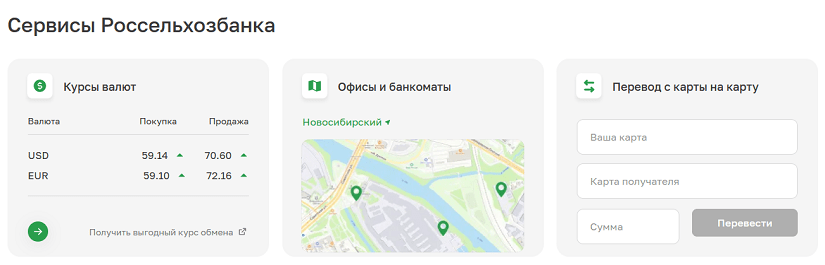 Сервисы Россельхозбанка
Курсы валют
Валюта Покупка Продажа
USD 59.14 70.60
EUR 59.10 72.16
Получить выгодный курс обмена
Офисы и банкоматы
Новосибирский
Перевод с карты на карту
Ваша карта
Карта получателя
Сумма
Перевести